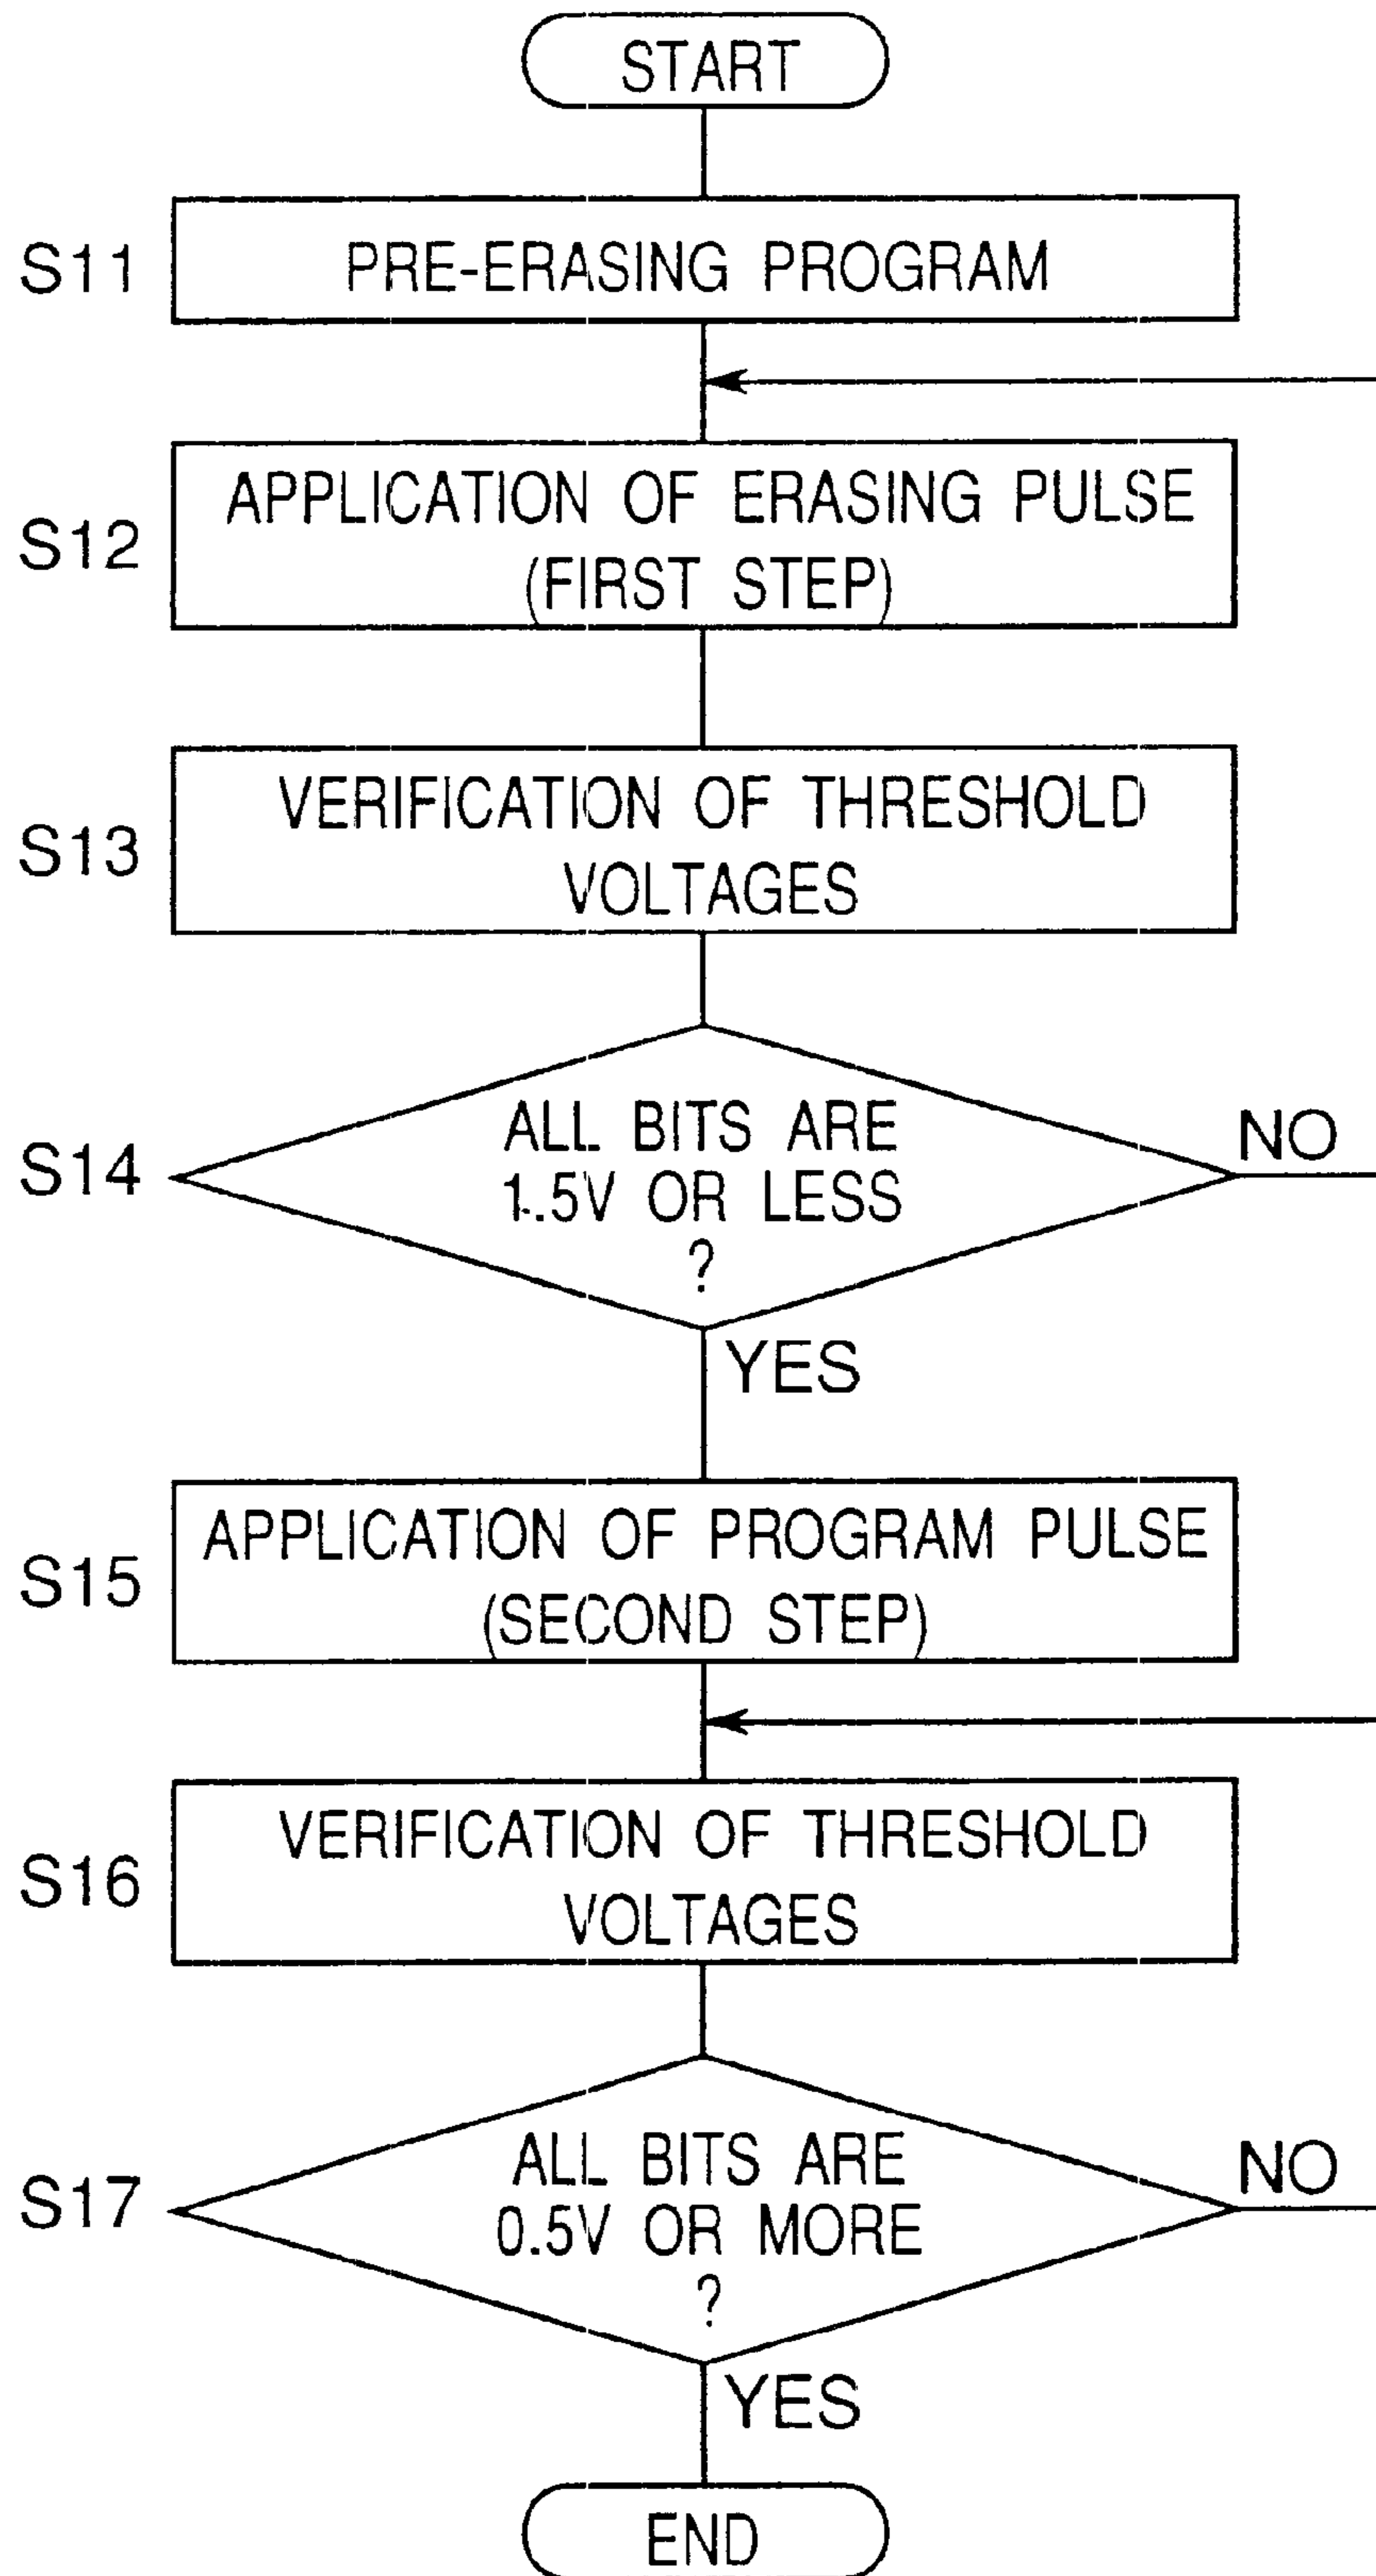 START
S11
PRE-ERASING PROGRAM
S12
APPLICATION OF ERASING PULSE
(FIRST STEP)
S13
VERIFICATION OF THRESHOLD
VOLTAGES
S14
ALL BITS ARE
1.5V OR LESS
?
NO
YES
S15
APPLICATION OF PROGRAM PULSE
(SECOND STEP)
S16
VERIFICATION OF THRESHOLD
VOLTAGES
S17
ALL BITS ARE
0.5V OR MORE
?
NO
YES
END